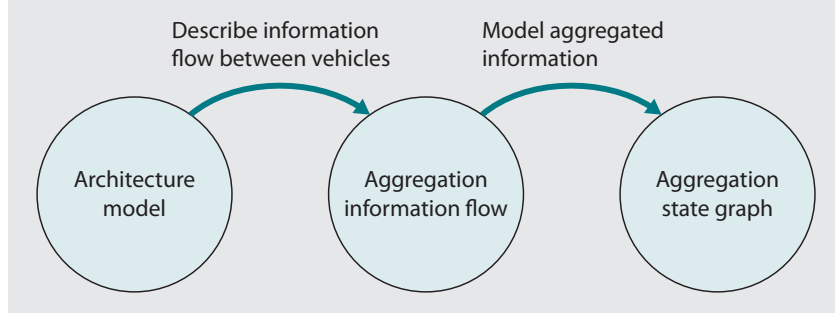 Describe information
flow between vehicles
Model aggregated
information
Architecture
model
Aggregation
information flow
Aggregation
state graph